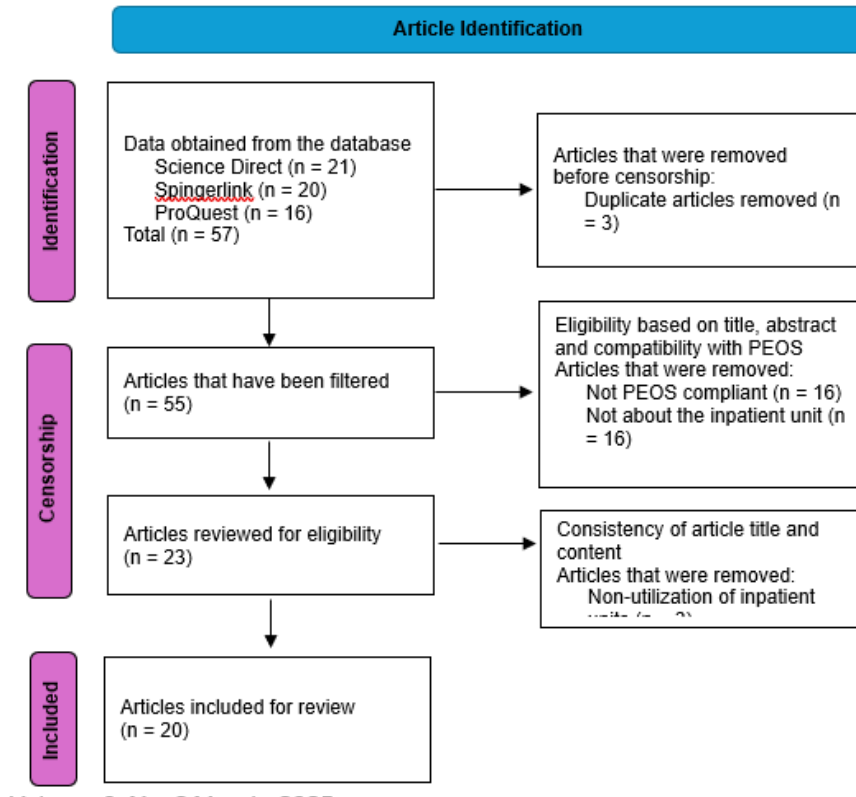 Article Identification
Identification
Data obtained from the database
Science Direct (n = 21)
Spingerlink (n = 20)
ProQuest (n = 16)
Total (n = 57)
Articles that were removed
before censorship:
Duplicate articles removed (n
= 3)
Censorship
Articles that have been filtered
(n = 55)
Eligibility based on title, abstract
and compatibility with PEOS
Articles that were removed:
Not PEOS compliant (n = 16)
Not about the inpatient unit (n
= 16)
Articles reviewed for eligibility
(n = 23)
Consistency of article title and
content
Articles that were removed:
Non-utilization of inpatient
Included
Articles included for review
(n = 20)